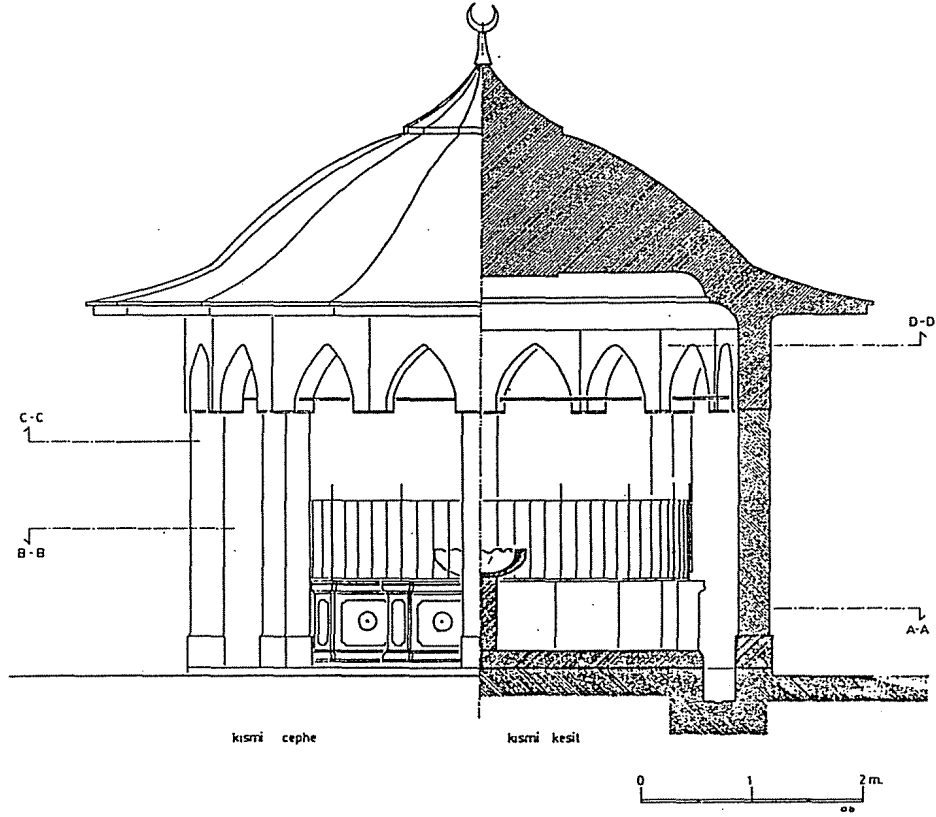 D-D
C-C
B-B
A-A
kısmi cephe
kısmi kesit
0 1 2 m.